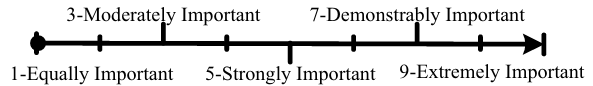 3-Moderately Important
7-Demonstrably Important
1-Equally Important
5-Strongly Important
9-Extremely Important